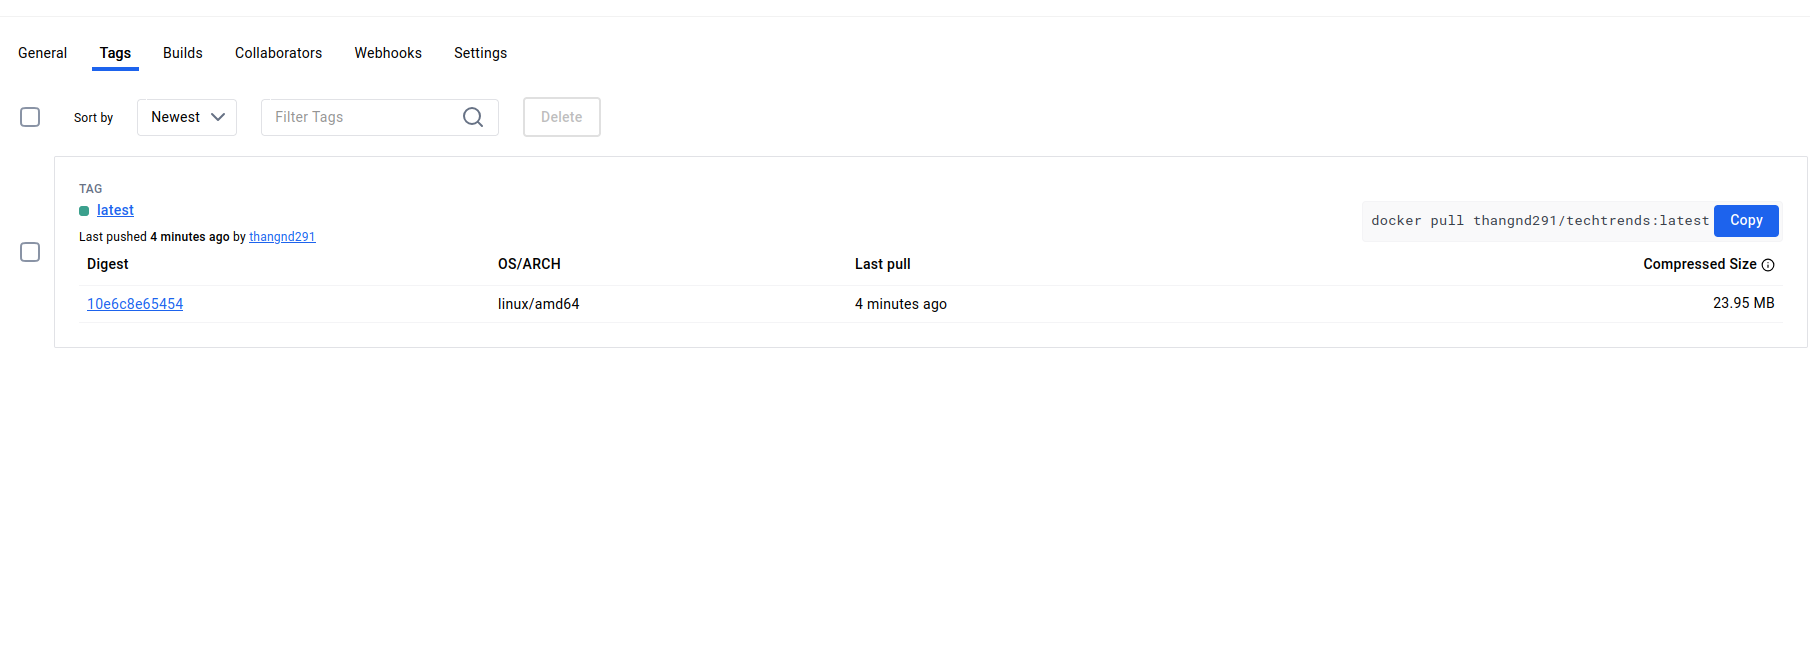 General Tags Builds Collaborators Webhooks Settings
Sort by Newest Filter Tags Delete
TAG
latest
docker pull thangnd291/techtrends:latest Copy
Last pushed 4 minutes ago by thangnd291
Digest OS/ARCH Last pull Compressed Size
10e6c8e65454 linux/amd64 4 minutes ago 23.95 MB